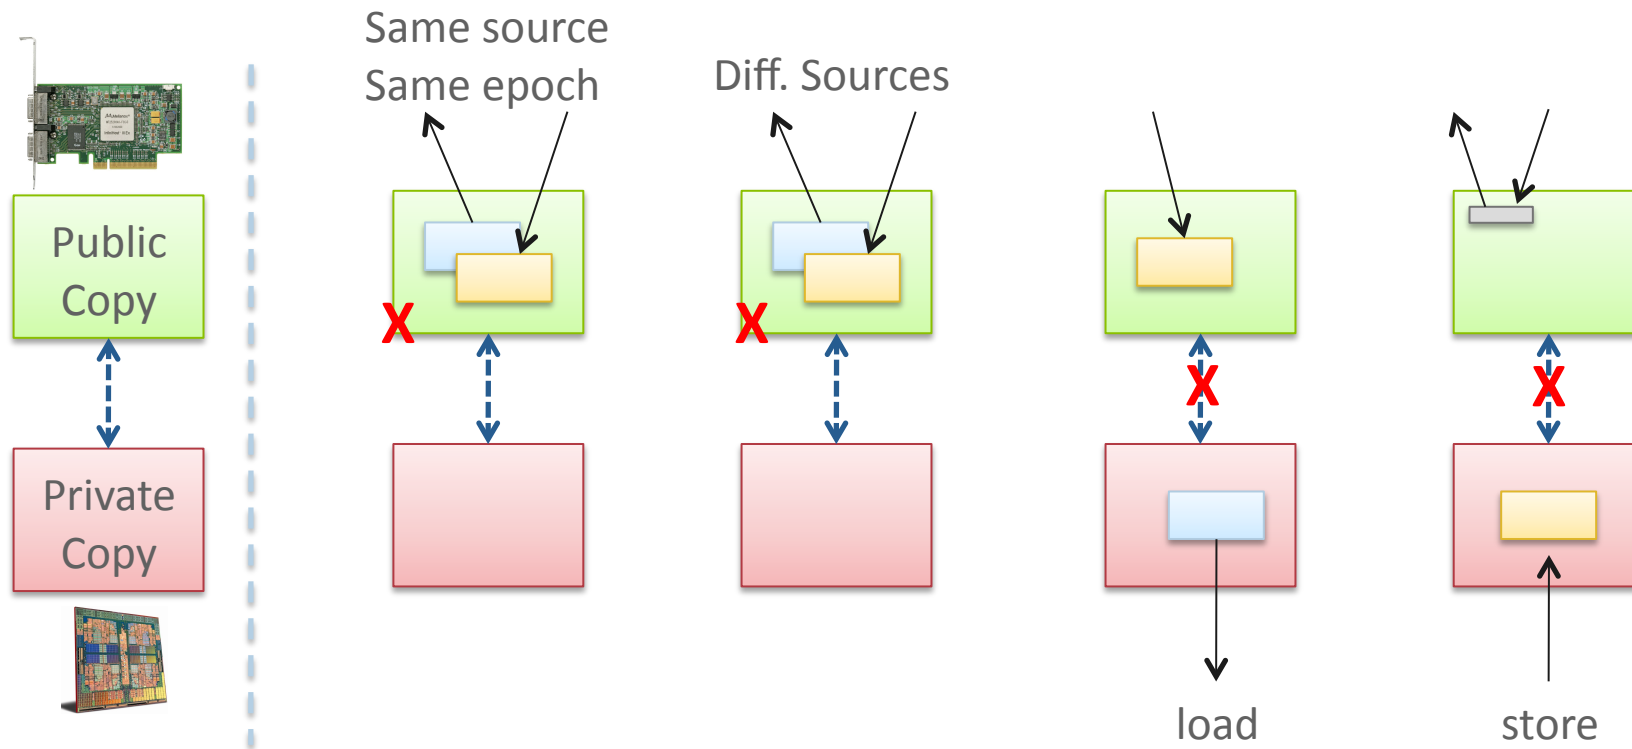 Same source
Same epoch
Diff. Sources
Public
Copy
X
X
X
X
Private
Copy
load
store